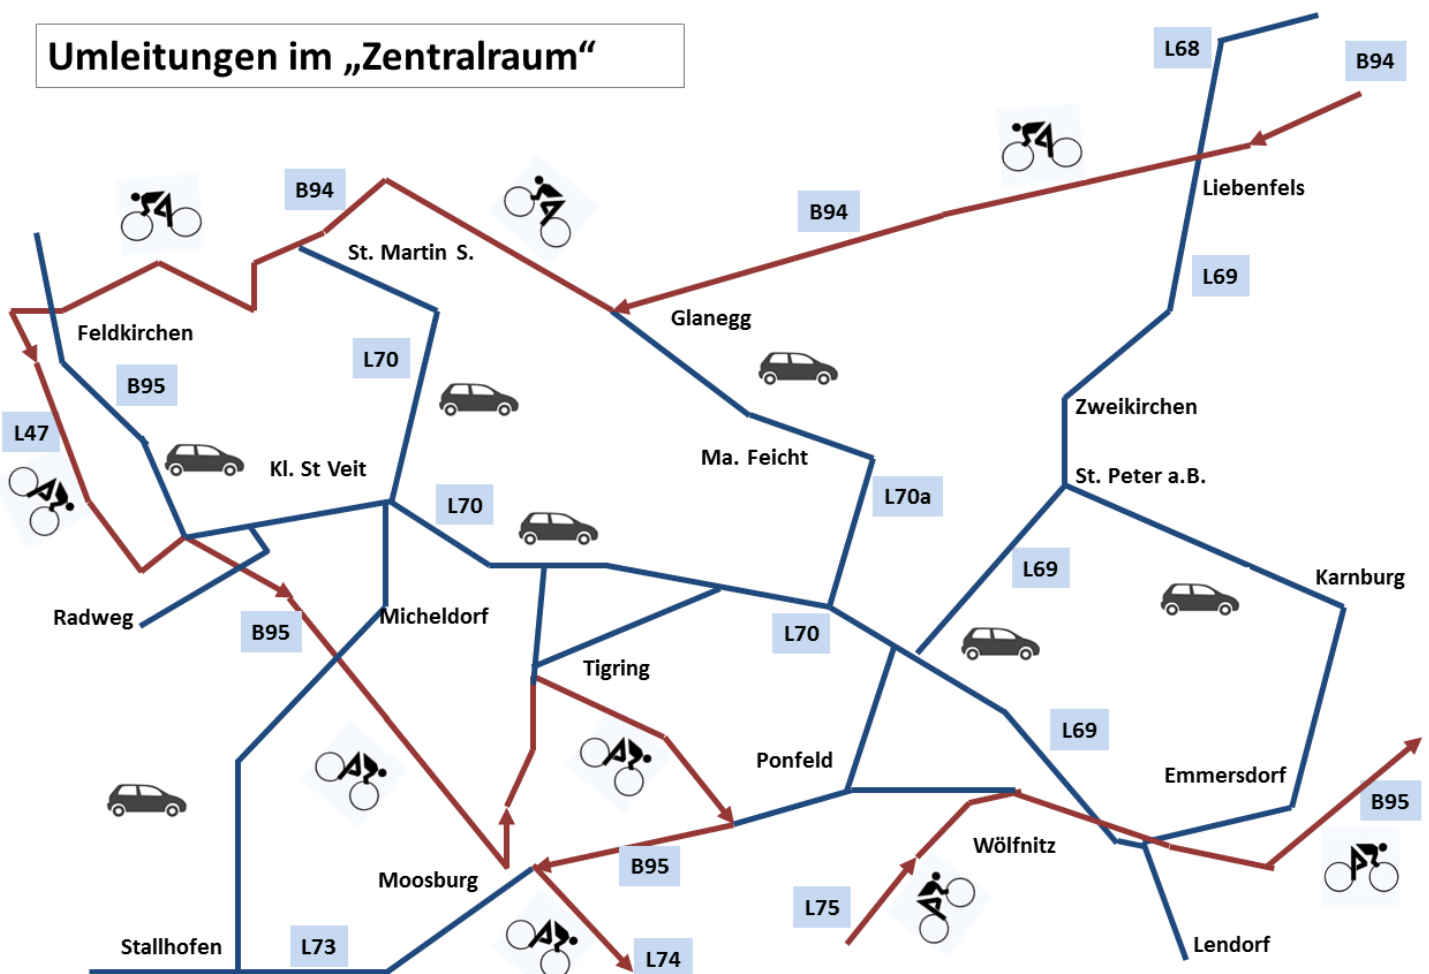 Umleitungen im „Zentralraum“
L68
B94
Liebenfels
B94
B94
St. Martin S.
L69
Glanegg
Feldkirchen
L70
B95
Zweikirchen
L47
Kl. St Veit
Ma. Feicht
St. Peter a.B.
L70
L70a
L69
Karnburg
Radweg
B95
Micheldorf
L70
Tigring
L69
Ponfeld
Emmersdorf
B95
Wölfnitz
B95
Moosburg
L75
Stallhofen
L73
L74
Lendorf